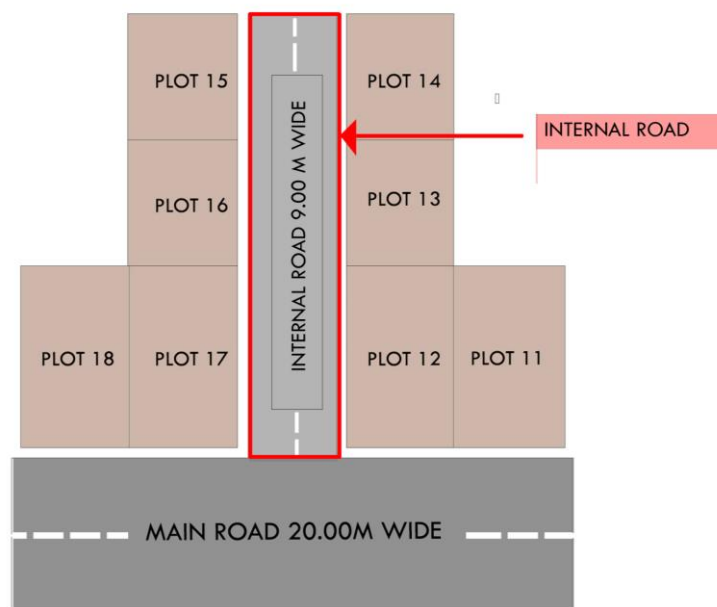 PLOT 15
PLOT 14
INTERNAL ROAD
PLOT 16
INTERNAL ROAD 9.00 M WIDE
PLOT 13
PLOT 18
PLOT 17
PLOT 12
PLOT 11
MAIN ROAD 20.00M WIDE